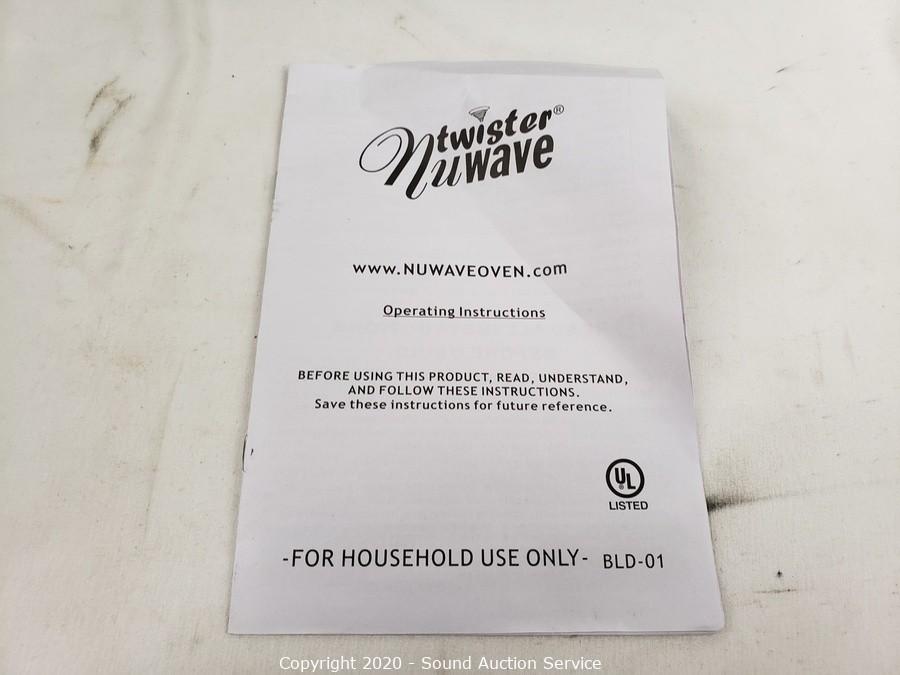 twister®
Nuwave
www.NUWAVEOVEN.com
Operating Instructions
BEFORE USING THIS PRODUCT, READ, UNDERSTAND,
AND FOLLOW THESE INSTRUCTIONS.
Save these instructions for future reference.
UL
LISTED
-FOR HOUSEHOLD USE ONLY- BLD-01
Copyright 2020 - Sound Auction Service